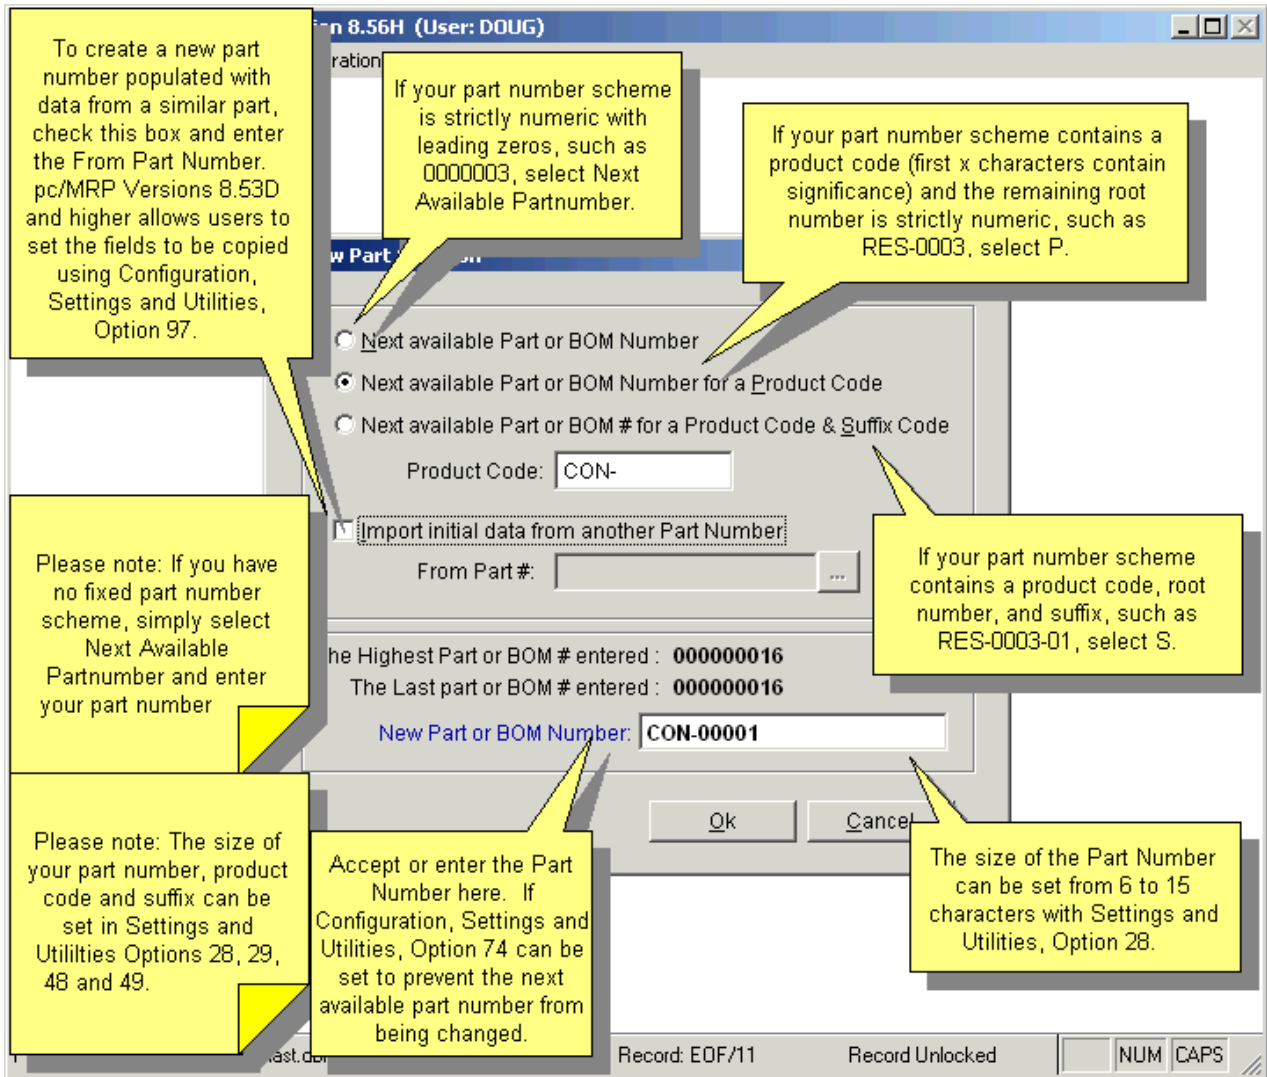 n 8.56H (User: DOUG)
ration
To create a new part
number populated with
data from a similar part,
check this box and enter
the From Part Number.
pc/MRP Versions 8.53D
and higher allows users to
set the fields to be copied
using Configuration,
Settings and Utilities,
Option 97.
If your part number scheme
is strictly numeric with
leading zeros, such as
0000003, select Next
Available Partnumber.
If your part number scheme contains a
product code (first x characters contain
significance) and the remaining root
number is strictly numeric, such as
RES-0003, select P.
w Part
Next available Part or BOM Number
Next available Part or BOM Number for a Product Code
Next available Part or BOM # for a Product Code & Suffix Code
Product Code: CON-
Import initial data from another Part Number
From Part #: ...
Please note: If you have
no fixed part number
scheme, simply select
Next Available
Partnumber and enter
your part number
If your part number scheme
contains a product code, root
number, and suffix, such as
RES-0003-01, select S.
he Highest Part or BOM # entered : 000000016
The Last part or BOM # entered : 000000016
New Part or BOM Number: CON-00001
Ok Cancel
Please note: The size of
your part number, product
code and suffix can be
set in Settings and
Utililties Options 28, 29,
48 and 49.
Accept or enter the Part
Number here. If
Configuration, Settings and
Utilities, Option 74 can be
set to prevent the next
available part number from
being changed.
The size of the Part Number
can be set from 6 to 15
characters with Settings and
Utilities, Option 28.
Record: EOF/11 Record Unlocked NUM CAPS